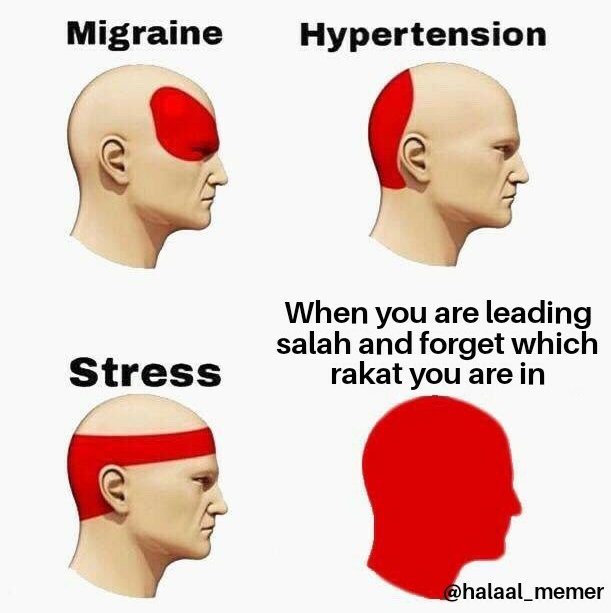 Migraine
Hypertension
Stress
When you are leading
salah and forget which
rakat you are in
@halaal_memer